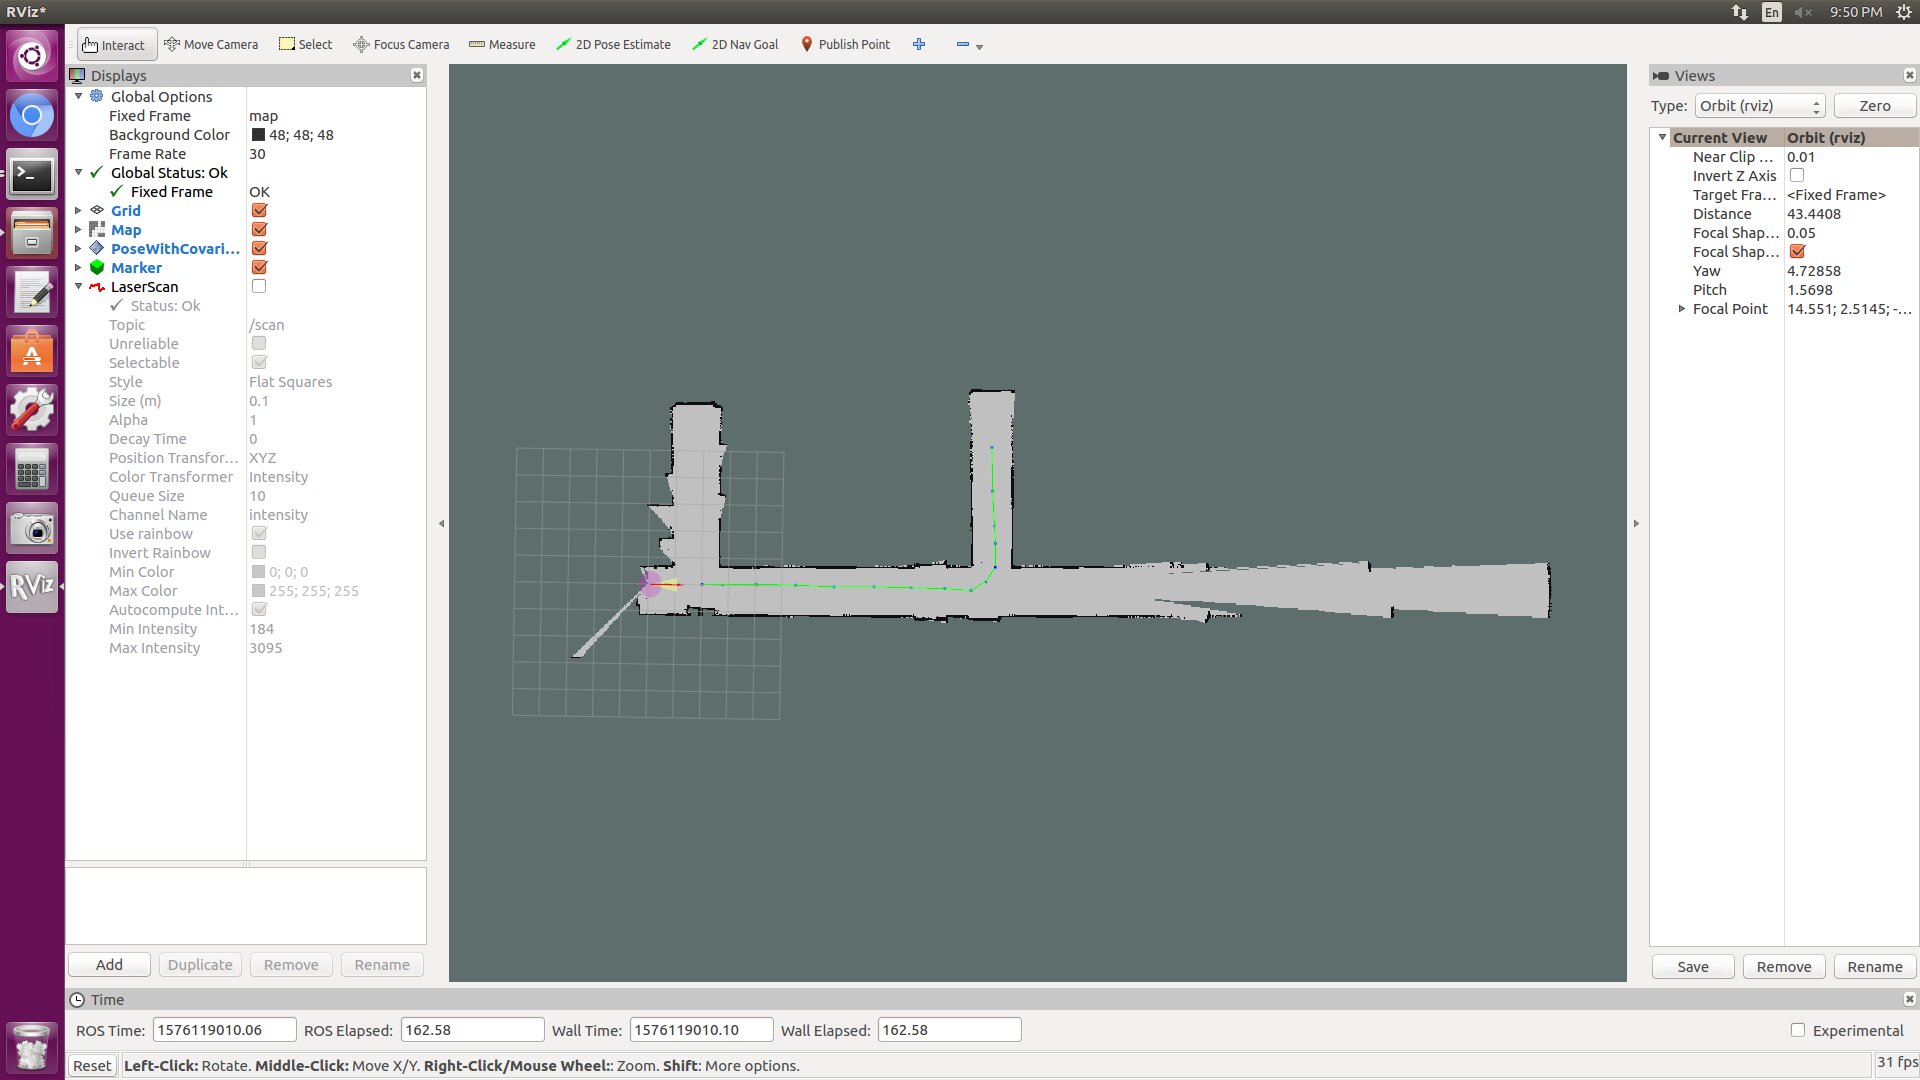 RViz*
En
9:50 PM
Interact
Move Camera
Select
Focus Camera
Measure
2D Pose Estimate
2D Nav Goal
Publish Point
Displays
Global Options
Fixed Frame map
Background Color 48; 48; 48
Frame Rate 30
Global Status: Ok
Fixed Frame OK
Grid
Map
PoseWithCovari...
Marker
LaserScan
Status: Ok
Topic /scan
Unreliable
Selectable
Style Flat Squares
Size (m) 0.1
Alpha 1
Decay Time 0
Position Transfor... XYZ
Color Transformer Intensity
Queue Size 10
Channel Name intensity
Use rainbow
Invert Rainbow
Min Color 0; 0; 0
Max Color 255; 255; 255
Autocompute Int...
Min Intensity 184
Max Intensity 3095
Add
Duplicate
Remove
Rename
Views
Type: Orbit (rviz) Zero
Current View Orbit (rviz)
Near Clip ... 0.01
Invert Z Axis
Target Fra... <Fixed Frame>
Distance 43.4408
Focal Shap... 0.05
Focal Shap...
Yaw 4.72858
Pitch 1.5698
Focal Point 14.551; 2.5145; -...
Save
Remove
Rename
RViz
Time
ROS Time: 1576119010.06 ROS Elapsed: 162.58 Wall Time: 1576119010.10 Wall Elapsed: 162.58 Experimental
Reset Left-Click: Rotate. Middle-Click: Move X/Y. Right-Click/Mouse Wheel:: Zoom. Shift: More options. 31 fps